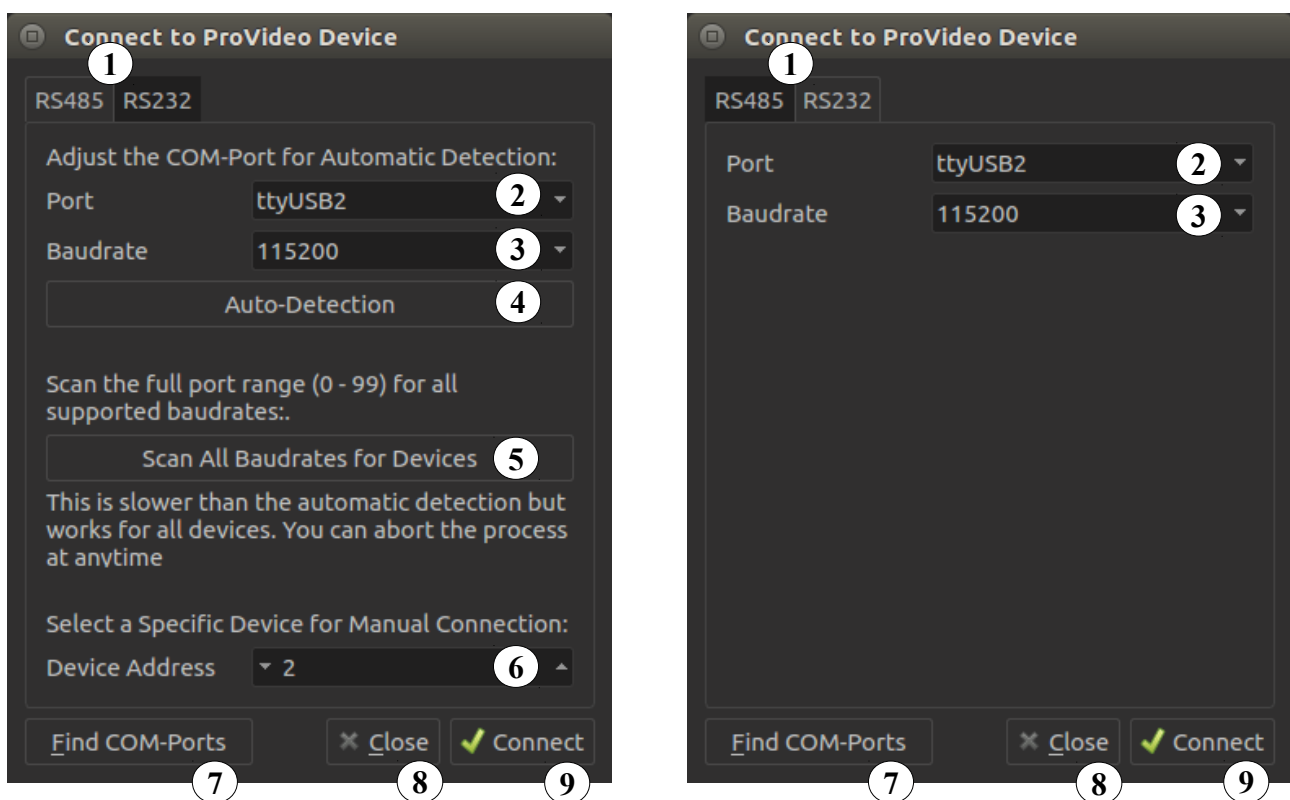 Connect to ProVideo Device
1
RS485 RS232
Adjust the COM-Port for Automatic Detection:
Port ttyUSB2 2
Baudrate 115200 3
Auto-Detection 4
Scan the full port range (0 - 99) for all
supported baudrates:.
Scan All Baudrates for Devices 5
This is slower than the automatic detection but
works for all devices. You can abort the process
at anytime
Select a Specific Device for Manual Connection:
Device Address 2 6
Find COM-Ports Close Connect
7 8 9
Connect to ProVideo Device
1
RS485 RS232
Port ttyUSB2 2
Baudrate 115200 3
Find COM-Ports Close Connect
7 8 9